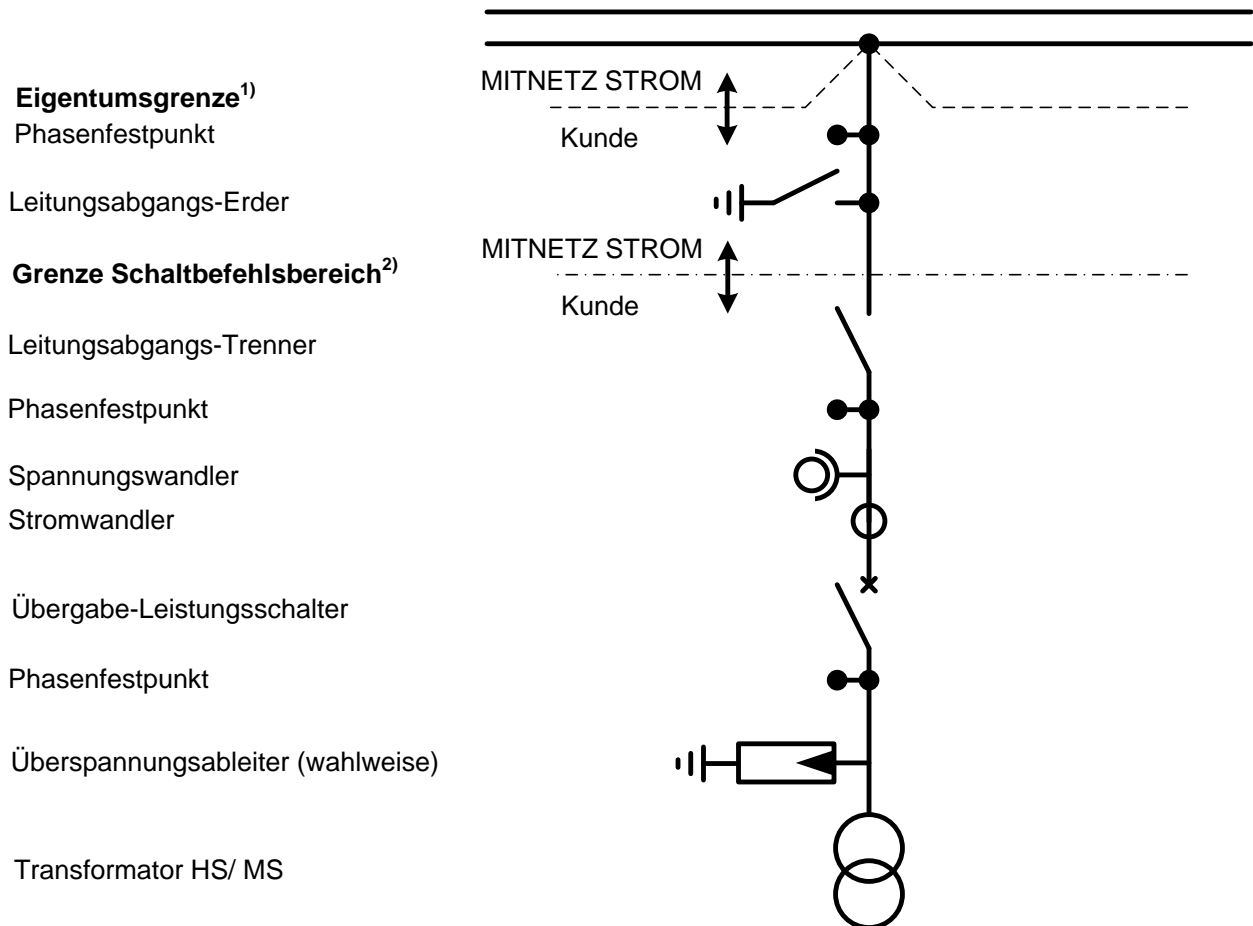 MITNETZ STROM
Eigentumsgrenze1)
Phasenfestpunkt
Kunde
Leitungsabgangs-Erder
MITNETZ STROM
Grenze Schaltbefehlsbereich2)
Kunde
Leitungsabgangs-Trenner
Phasenfestpunkt
Spannungswandler
Stromwandler
Übergabe-Leistungsschalter
Phasenfestpunkt
Überspannungsableiter (wahlweise)
Transformator HS/ MS